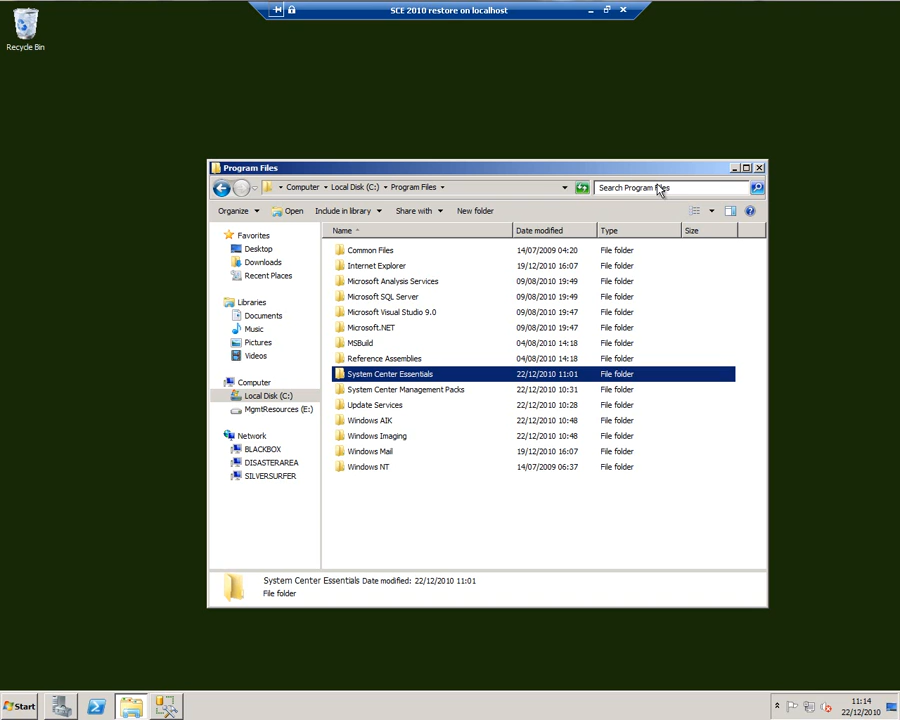 SCE 2010 restore on localhost
Recycle Bin
Program Files
Computer Local Disk (C:) Program Files
Search Program Files
Organize Open Include in library Share with New folder
Name Date modified Type Size
Favorites
Desktop
Downloads
Recent Places
Libraries
Documents
Music
Pictures
Videos
Computer
Local Disk (C:)
MgmtResources (E:)
Network
BLACKBOX
DISASTERAREA
SILVERSURFER
Common Files 14/07/2009 04:20 File folder
Internet Explorer 19/12/2010 16:07 File folder
Microsoft Analysis Services 09/08/2010 19:49 File folder
Microsoft SQL Server 09/08/2010 19:49 File folder
Microsoft Visual Studio 9.0 09/08/2010 19:47 File folder
Microsoft.NET 09/08/2010 19:47 File folder
MSBuild 04/08/2010 14:18 File folder
Reference Assemblies 04/08/2010 14:18 File folder
System Center Essentials 22/12/2010 11:01 File folder
System Center Management Packs 22/12/2010 10:31 File folder
Update Services 22/12/2010 10:28 File folder
Windows AIK 22/12/2010 10:48 File folder
Windows Imaging 22/12/2010 10:48 File folder
Windows Mail 19/12/2010 16:07 File folder
Windows NT 14/07/2009 06:37 File folder
System Center Essentials Date modified: 22/12/2010 11:01
File folder
Start
11:14
22/12/2010